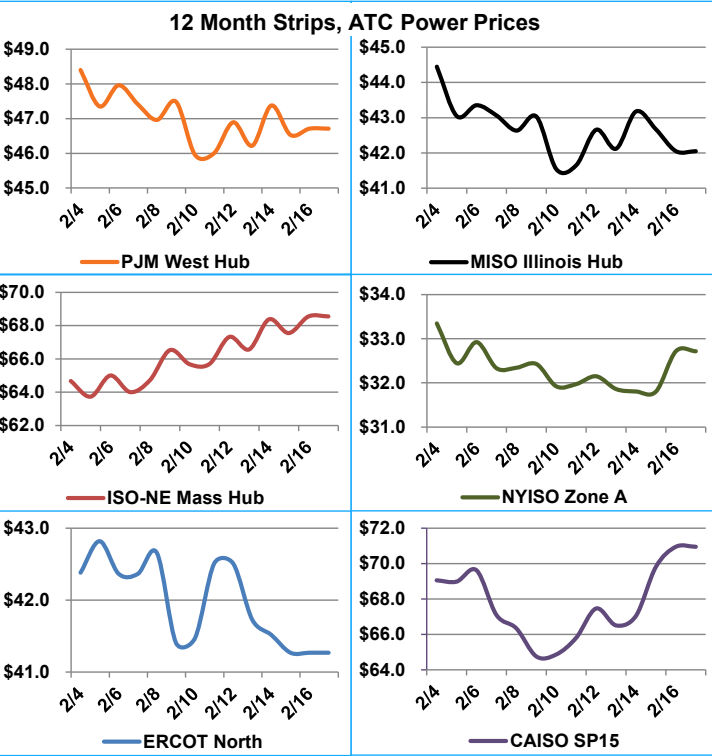 12 Month Strips, ATC Power Prices
$49.0
$48.0
$47.0
$46.0
$45.0
2/4 2/6 2/8 2/10 2/12 2/14 2/16
PJM West Hub
$45.0
$44.0
$43.0
$42.0
$41.0
2/4 2/6 2/8 2/10 2/12 2/14 2/16
MISO Illinois Hub
$70.0
$68.0
$66.0
$64.0
$62.0
2/4 2/6 2/8 2/10 2/12 2/14 2/16
ISO-NE Mass Hub
$34.0
$33.0
$32.0
$31.0
2/4 2/6 2/8 2/10 2/12 2/14 2/16
NYISO Zone A
$43.0
$42.0
$41.0
2/4 2/6 2/8 2/10 2/12 2/14 2/16
ERCOT North
$72.0
$70.0
$68.0
$66.0
$64.0
2/4 2/6 2/8 2/10 2/12 2/14 2/16
CAISO SP15